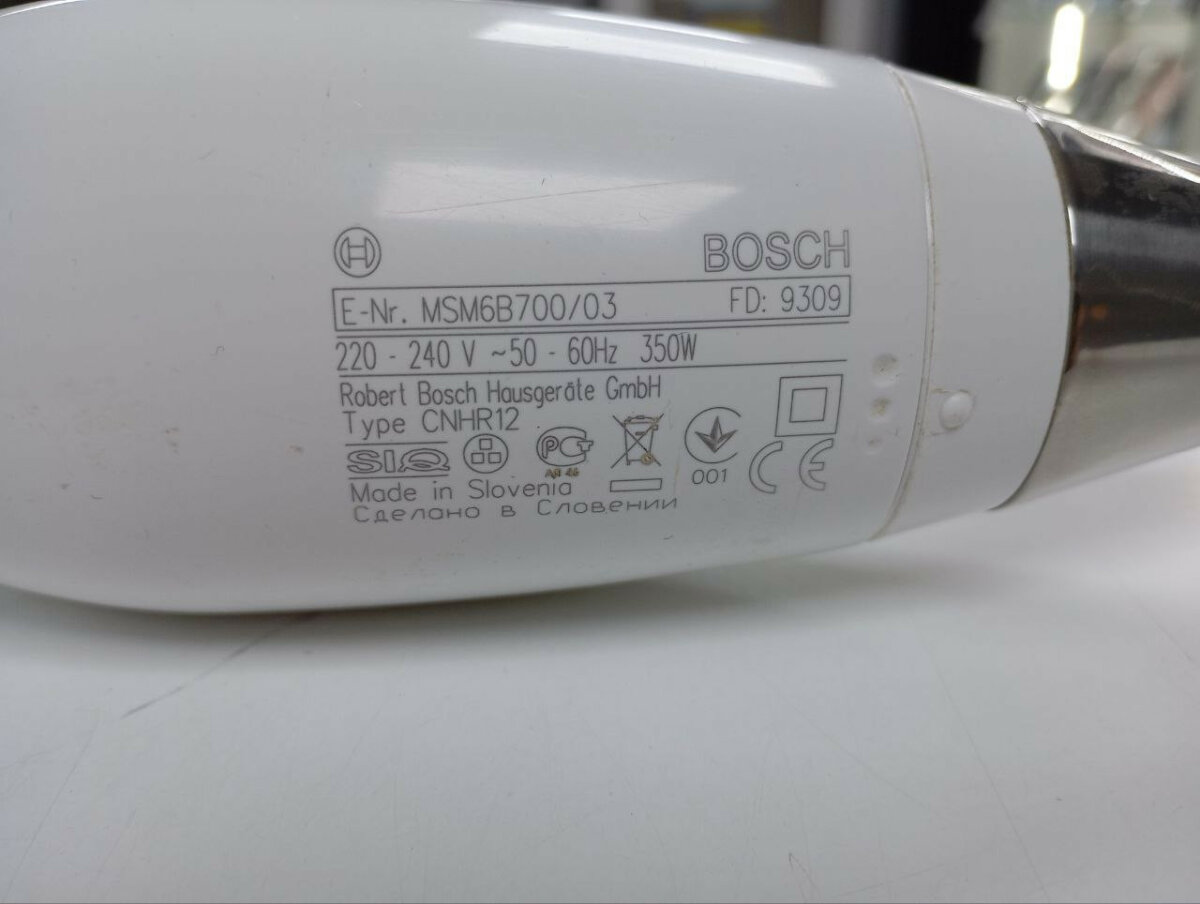 BOSCH
E-Nr. MSM6B700/03 FD: 9309
220 - 240 V ~50 - 60Hz 350W
Robert Bosch Hausgeräte GmbH
Type CNHR12
SIQ PCT 001 CE
Made in Slovenia
Сделано в Словении